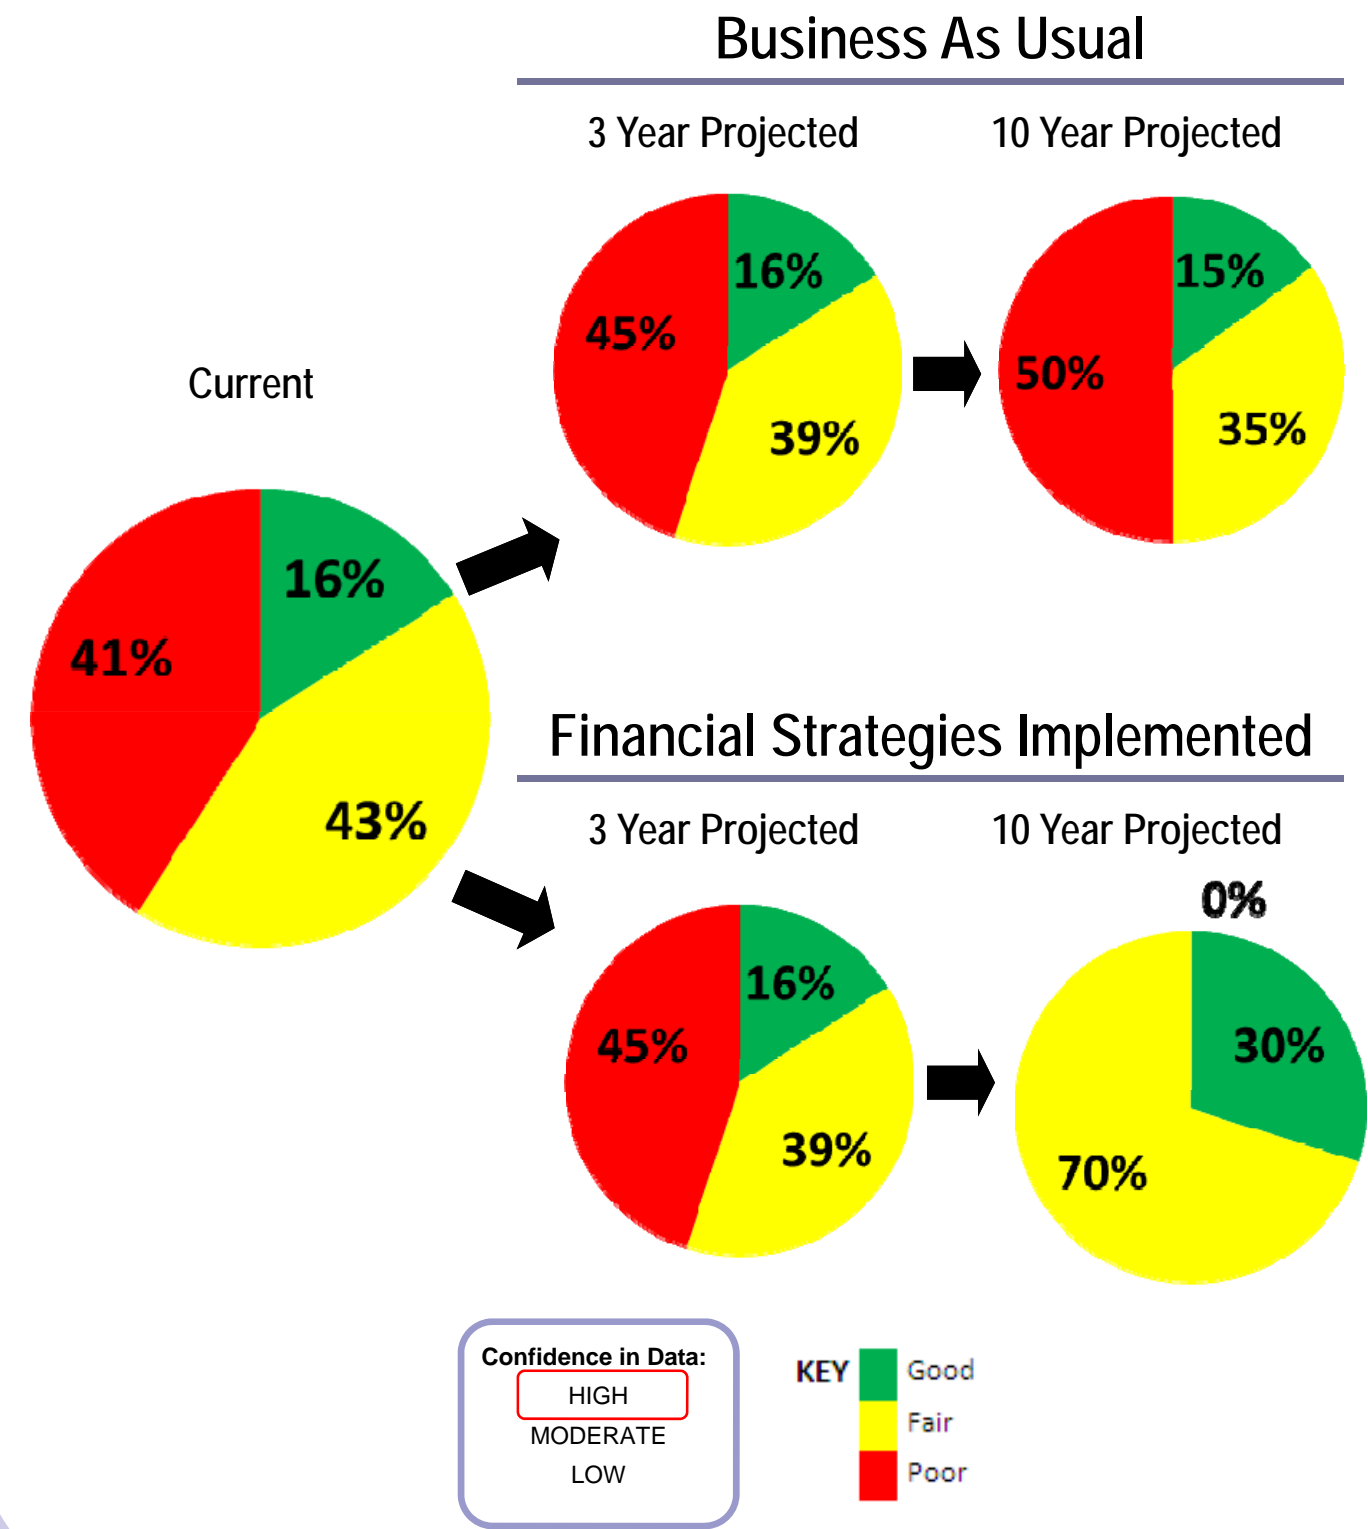 Business As Usual
3 Year Projected
10 Year Projected
16%
45%
39%
15%
50%
35%
Current
16%
41%
43%
Financial Strategies Implemented
3 Year Projected
10 Year Projected
0%
16%
45%
39%
30%
70%
Confidence in Data:
HIGH
MODERATE
LOW
KEY
Good
Fair
Poor